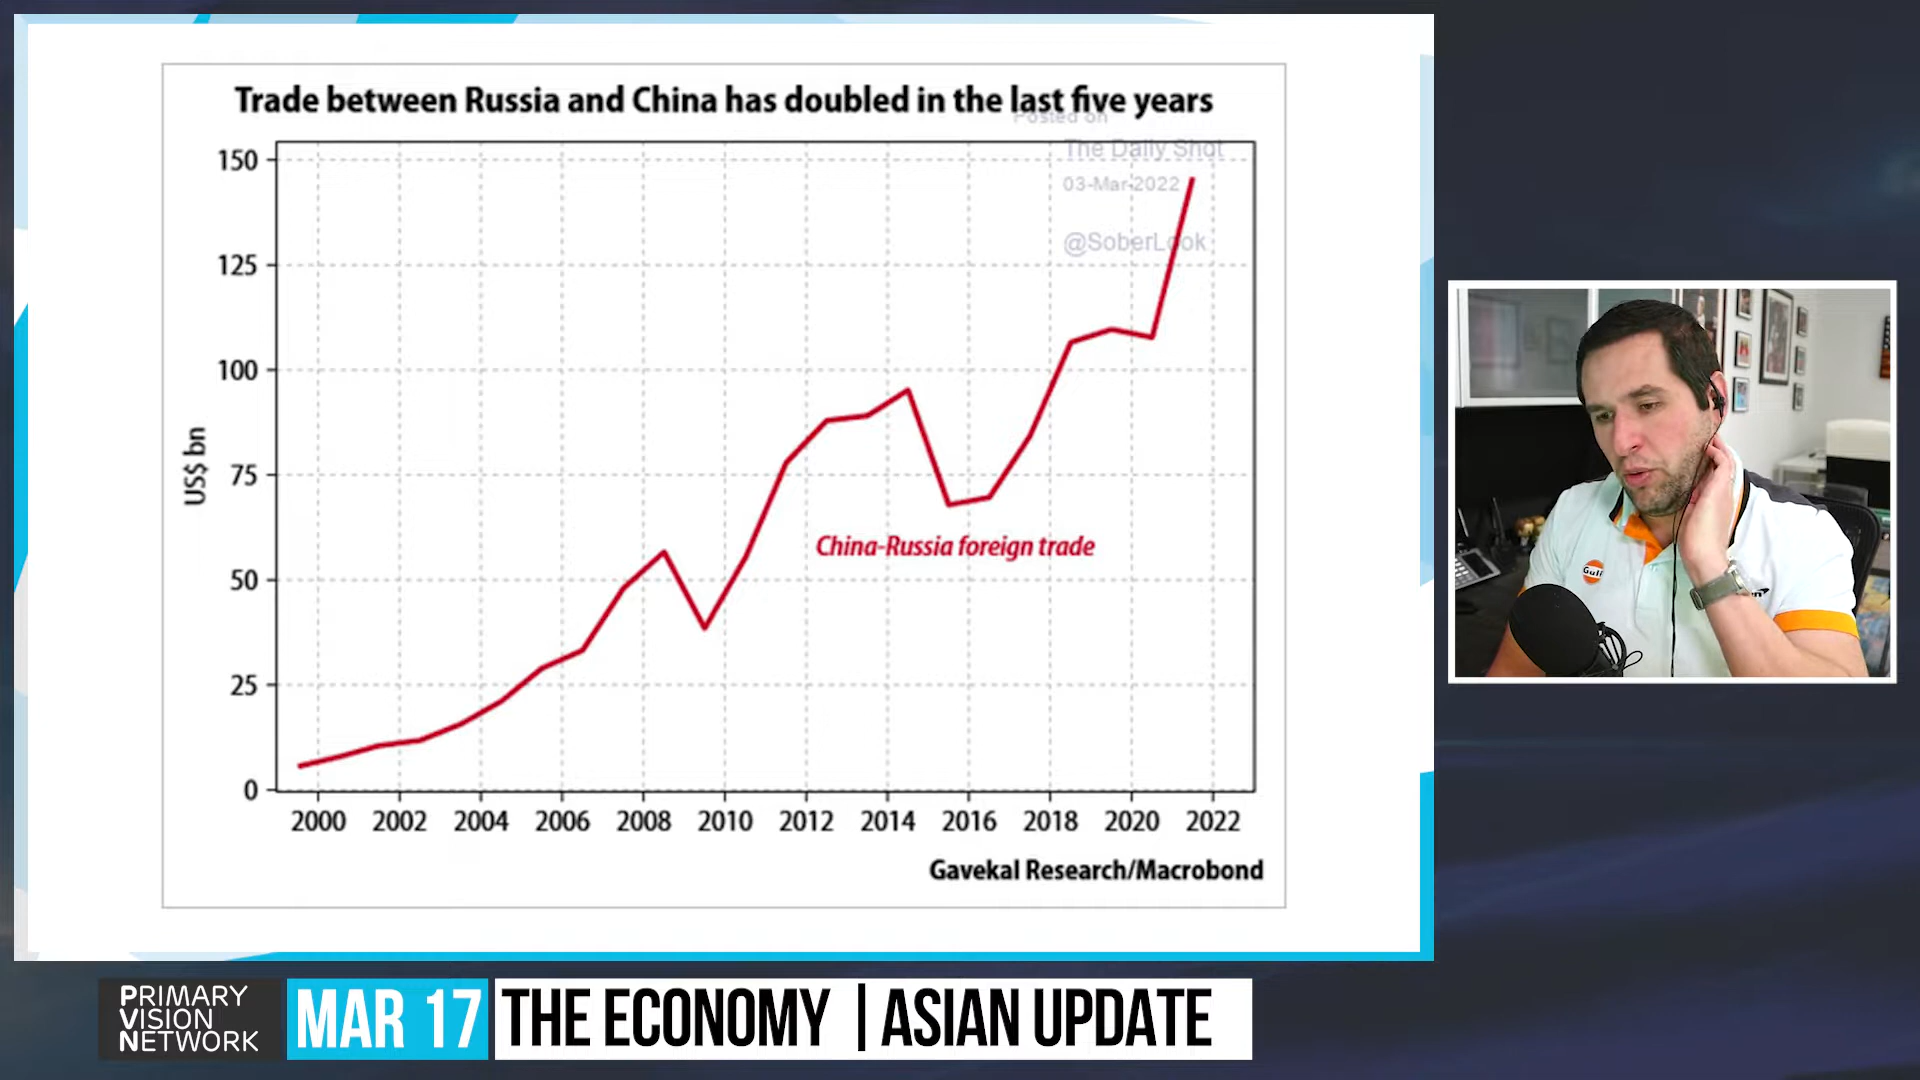 Trade between Russia and China has doubled in the last five years
Posted on
The Daily Shot
03-Mar-2022
@SoberLook
150
125
100
75
50
25
0
US$ bn
China-Russia foreign trade
2000 2002 2004 2006 2008 2010 2012 2014 2016 2018 2020 2022
Gavekal Research/Macrobond
Gulf
PRIMARY
VISION
NETWORK
MAR 17
THE ECONOMY | ASIAN UPDATE